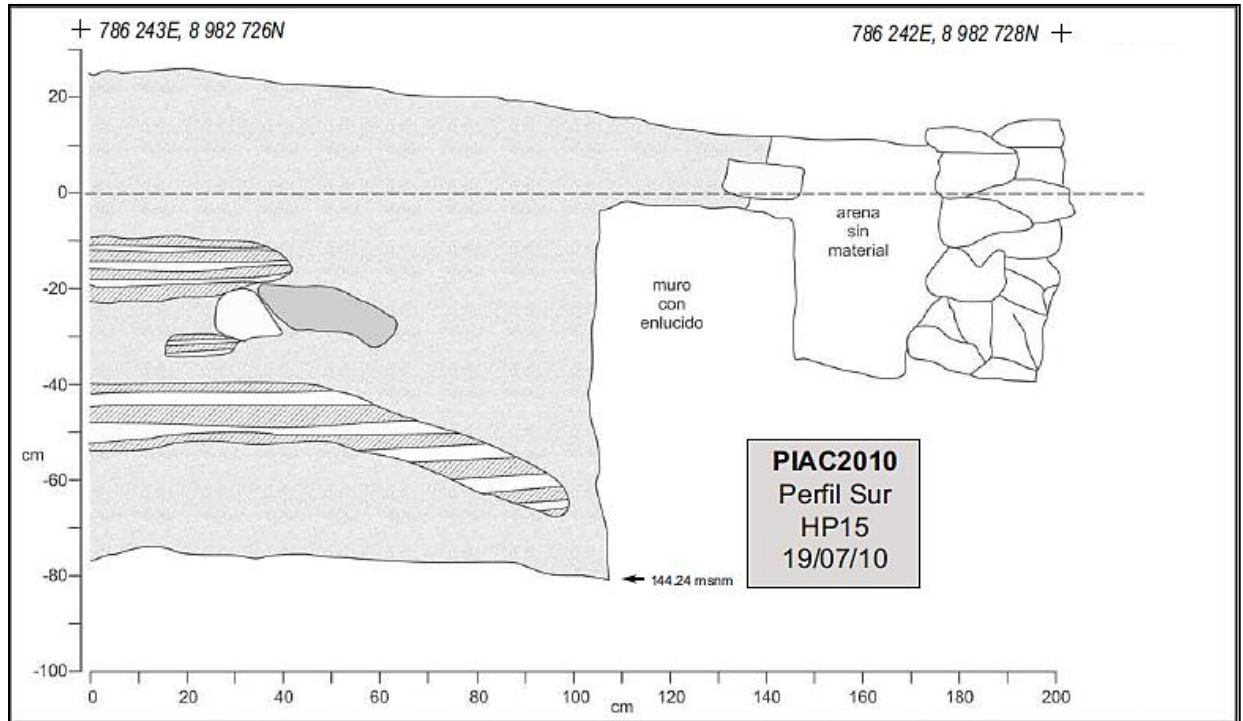 786 243E, 8 982 726N
786 242E, 8 982 728N
20
0
-20
-40
-60
-80
-100
cm
arena
sin
material
muro
con
enlucido
PIAC2010
Perfil Sur
HP15
19/07/10
144.24 msnm
0 20 40 60 80 100 120 140 160 180 200
cm